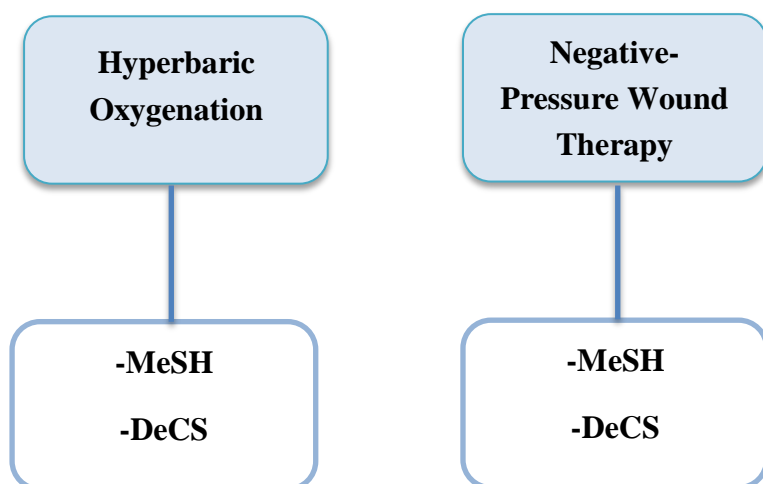 Hyperbaric
Oxygenation
Negative-
Pressure Wound
Therapy
-MeSH
-DeCS
-MeSH
-DeCS